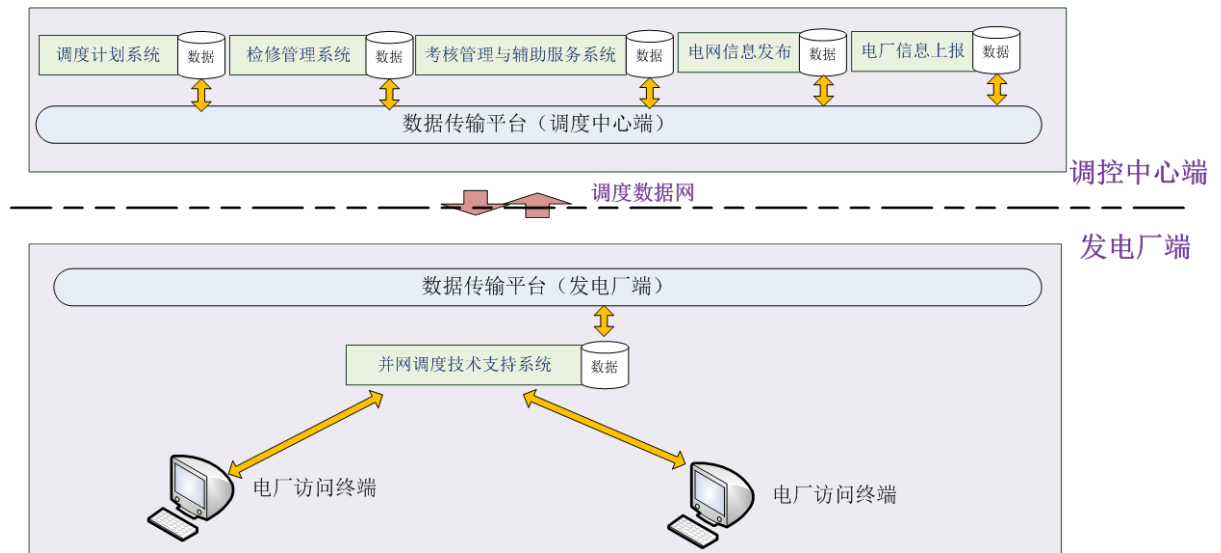 调度计划系统
数据
检修管理系统
数据
考核管理与辅助服务系统
数据
电网信息发布
数据
电厂信息上报
数据
数据传输平台（调度中心端）
调控中心端
调度数据网
发电厂端
数据传输平台（发电厂端）
并网调度技术支持系统
数据
电厂访问终端
电厂访问终端